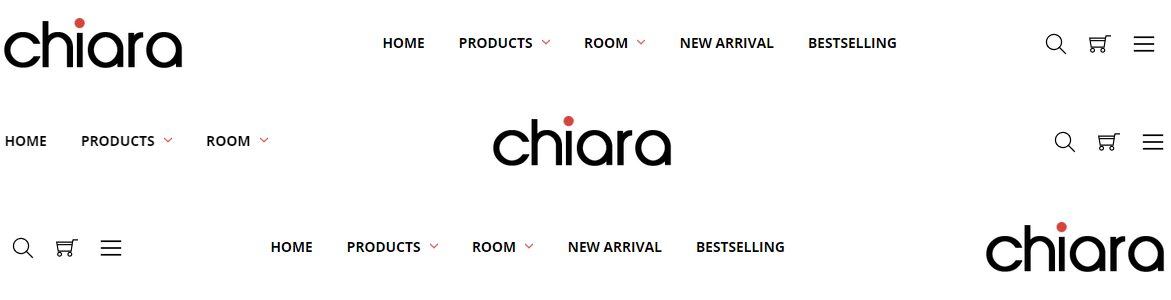 chiara HOME PRODUCTS ROOM NEW ARRIVAL BESTSELLING
HOME PRODUCTS ROOM chiara
HOME PRODUCTS ROOM NEW ARRIVAL BESTSELLING chiara